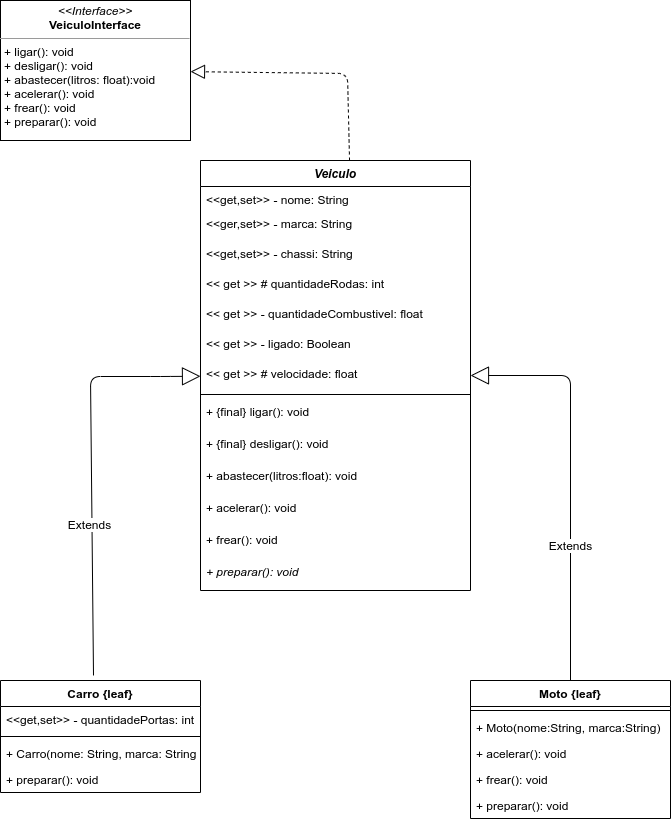 <<Interface>>
VeiculoInterface
+ ligar(): void
+ desligar(): void
+ abastecer(litros: float):void
+ acelerar(): void
+ frear(): void
+ preparar(): void
Veiculo
<<get,set>> - nome: String
<<ger,set>> - marca: String
<<get,set>> - chassi: String
<< get >> # quantidadeRodas: int
<< get >> - quantidadeCombustivel: float
<< get >> - ligado: Boolean
<< get >> # velocidade: float
+ {final} ligar(): void
+ {final} desligar(): void
+ abastecer(litros:float): void
+ acelerar(): void
+ frear(): void
+ preparar(): void
Extends
Extends
Carro {leaf}
<<get,set>> - quantidadePortas: int
+ Carro(nome: String, marca: String
+ preparar(): void
Moto {leaf}
+ Moto(nome:String, marca:String)
+ acelerar(): void
+ frear(): void
+ preparar(): void